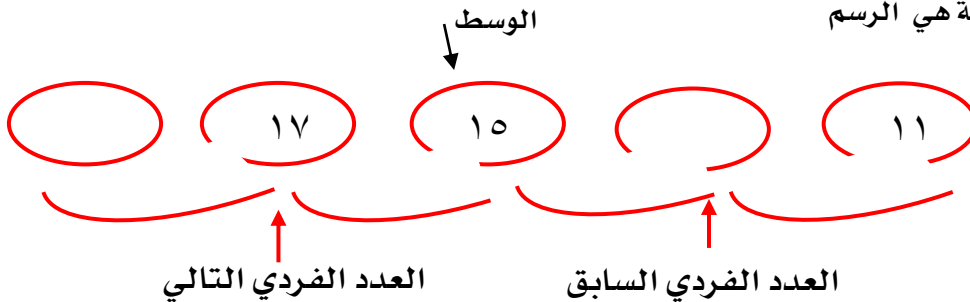 ة هي الرسم
الوسط
١١ ١٥ ١٧
العدد الفردي السابق العدد الفردي التالي